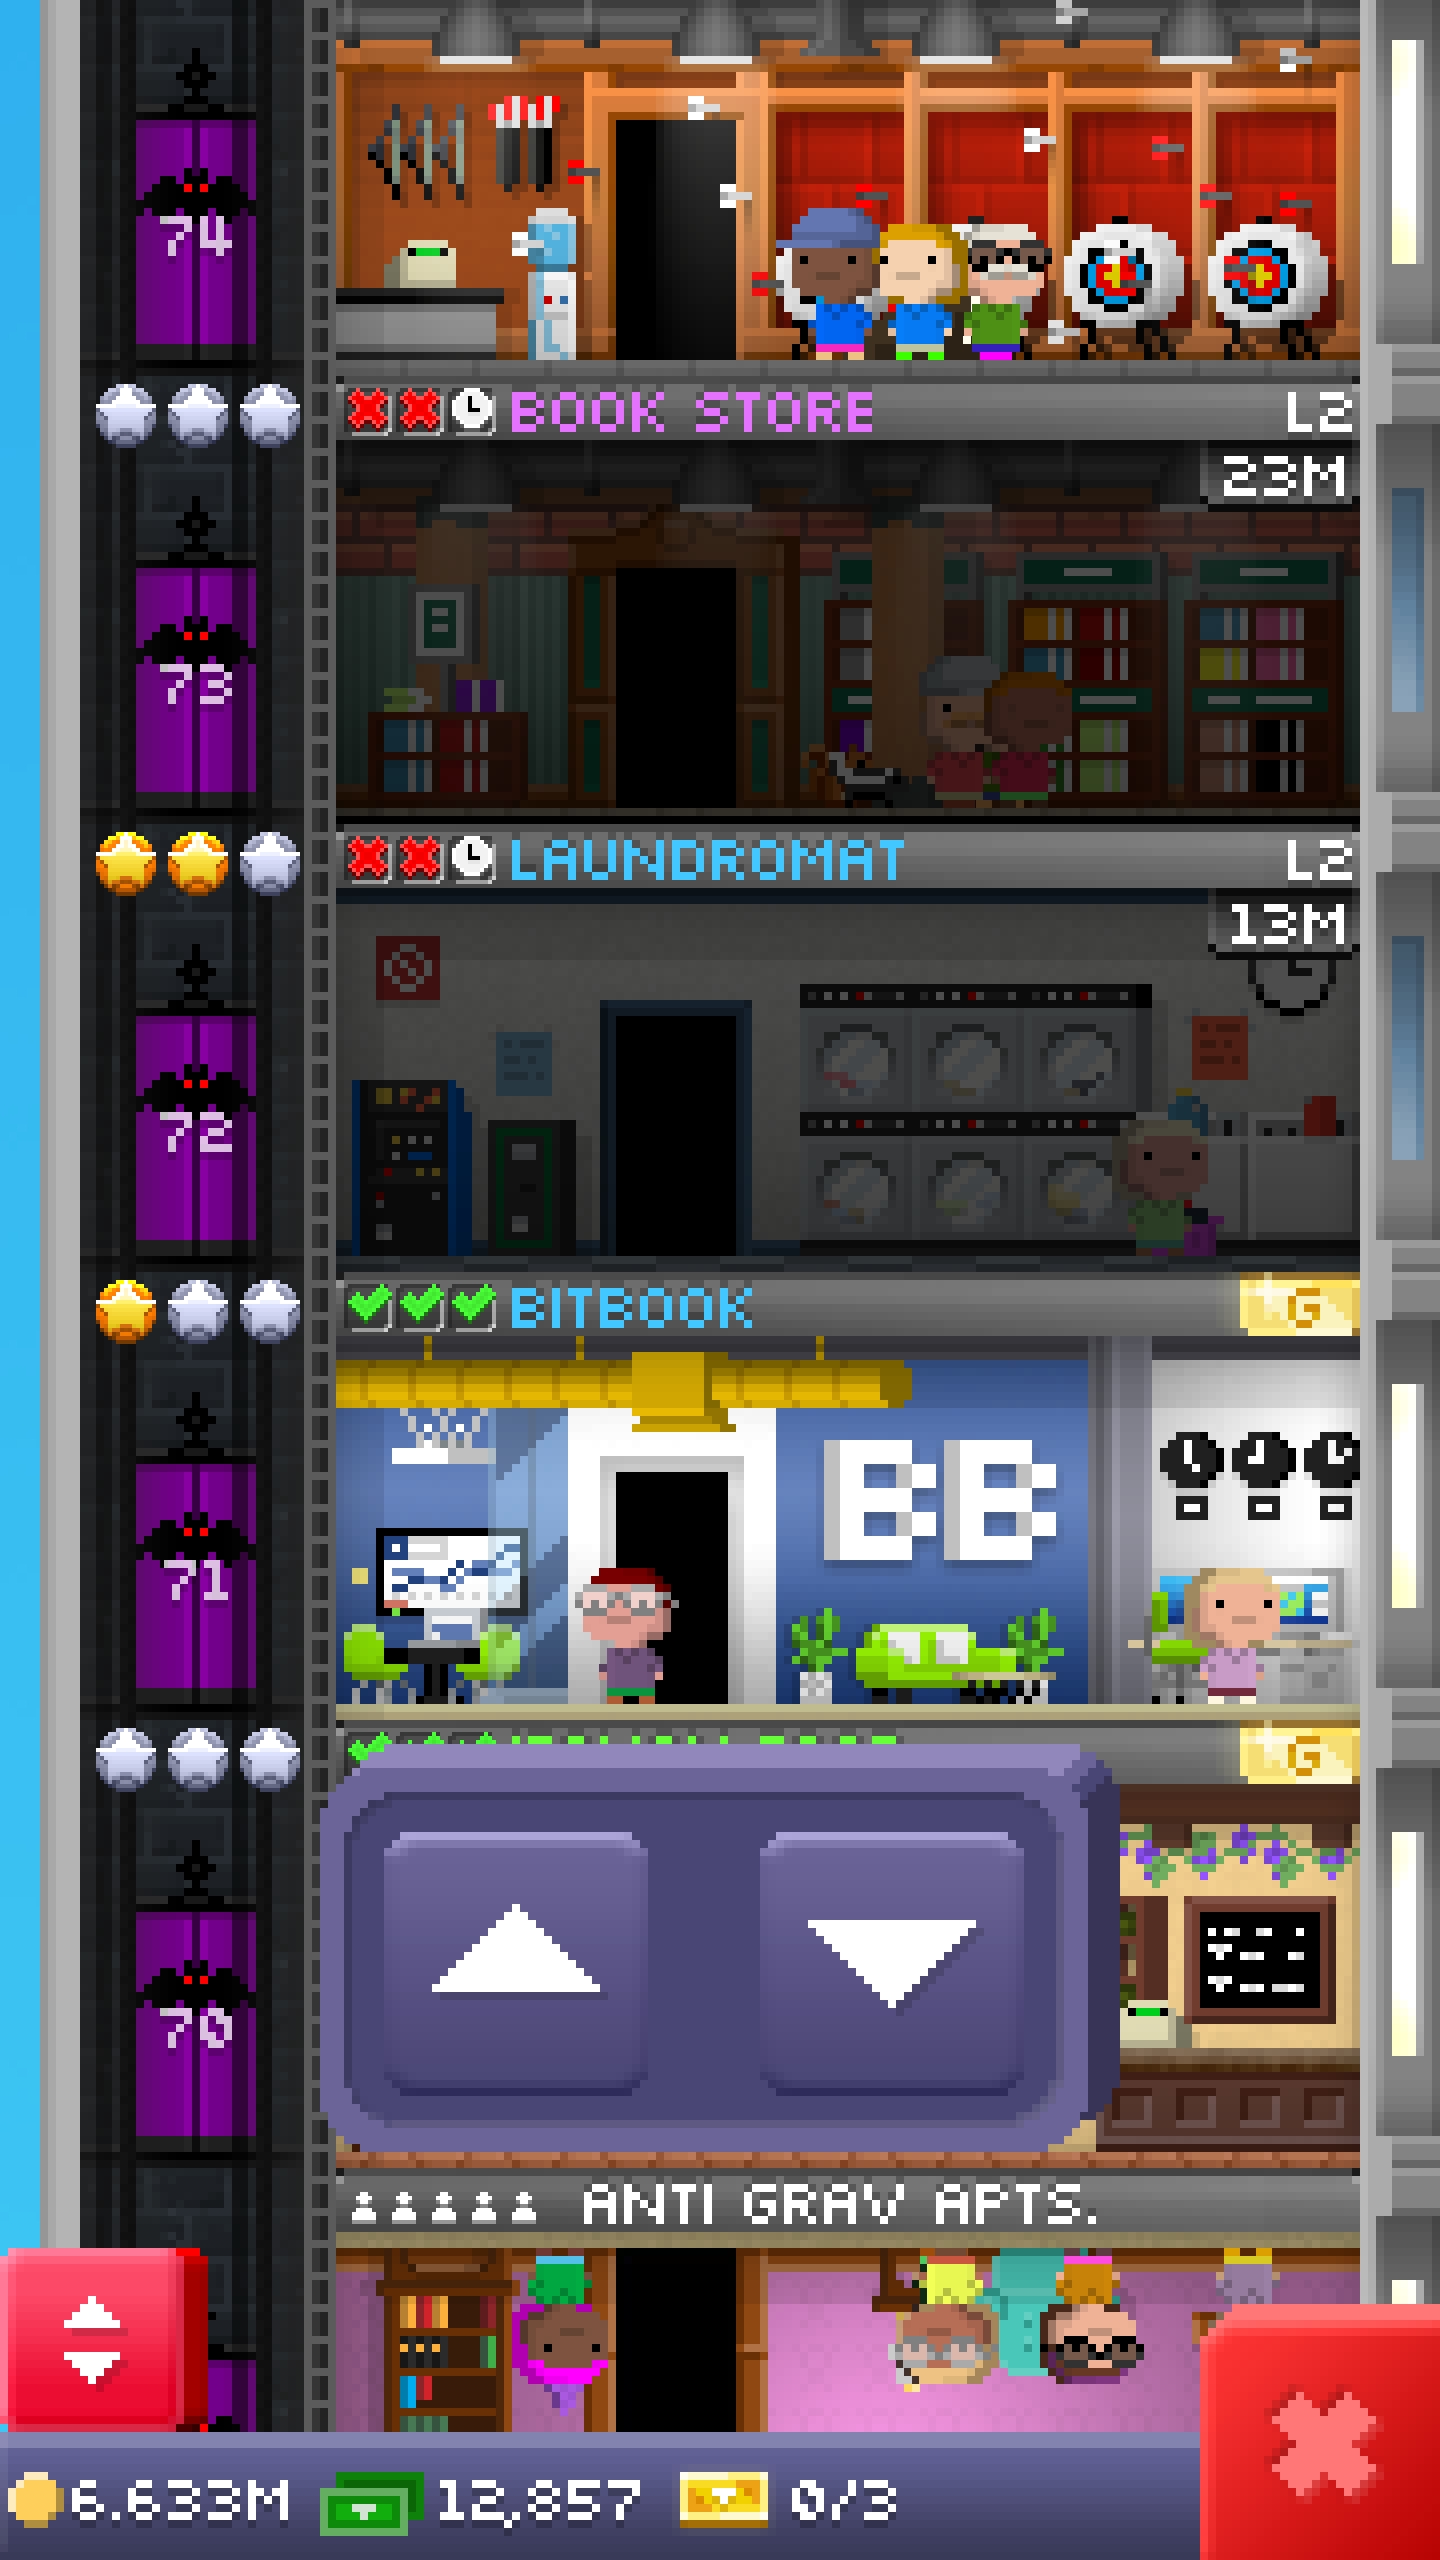 74
BOOK STORE L2
23M
73
LAUNDROMAT L2
13M
72
BITBOOK G
BB
71
G
70
ANTI GRAV APTS.
6.633M 12,857 0/3